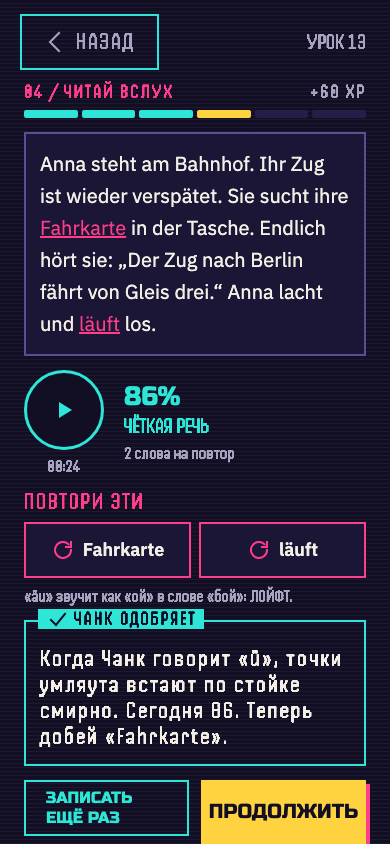 НАЗАД
УРОК 13
04 / ЧИТАЙ ВСЛУХ
+60 XP
Anna steht am Bahnhof. Ihr Zug
ist wieder verspätet. Sie sucht ihre
Fahrkarte in der Tasche. Endlich
hört sie: „Der Zug nach Berlin
fährt von Gleis drei.“ Anna lacht
und läuft los.
86%
ЧЁТКАЯ РЕЧЬ
2 слова на повтор
00:24
ПОВТОРИ ЭТИ
Fahrkarte
läuft
«äu» звучит как «ой» в слове «бой»: ЛОЙФТ.
ЧАНК ОДОБРЯЕТ
Когда Чанк говорит «ü», точки
умляута встают по стойке
смирно. Сегодня 86. Теперь
добей «Fahrkarte».
ЗАПИСАТЬ
ЕЩЁ РАЗ
ПРОДОЛЖИТЬ